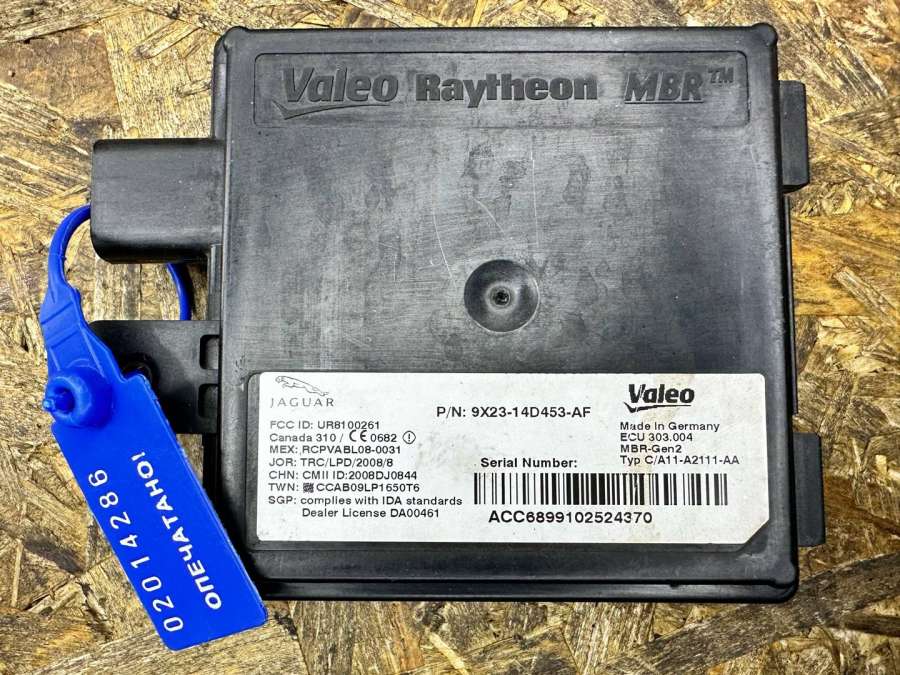 Valeo Raytheon MBR™
JAGUAR
P/N: 9X23-14D453-AF
Valeo
FCC ID: UR8100261
Canada 310 / CE 0682
MEX: RCPVABL08-0031
JOR: TRC/LPD/2008/8
CHN: CMII ID:2008DJ0844
TWN: CCAB09LP1650T6
SGP: complies with IDA standards
Dealer License DA00461
Made in Germany
ECU 303.004
MBR-Gen2
Typ C/A11-A2111-AA
Serial Number:
ACC6899102524370
02014286
ОПЕЧАТАНО!